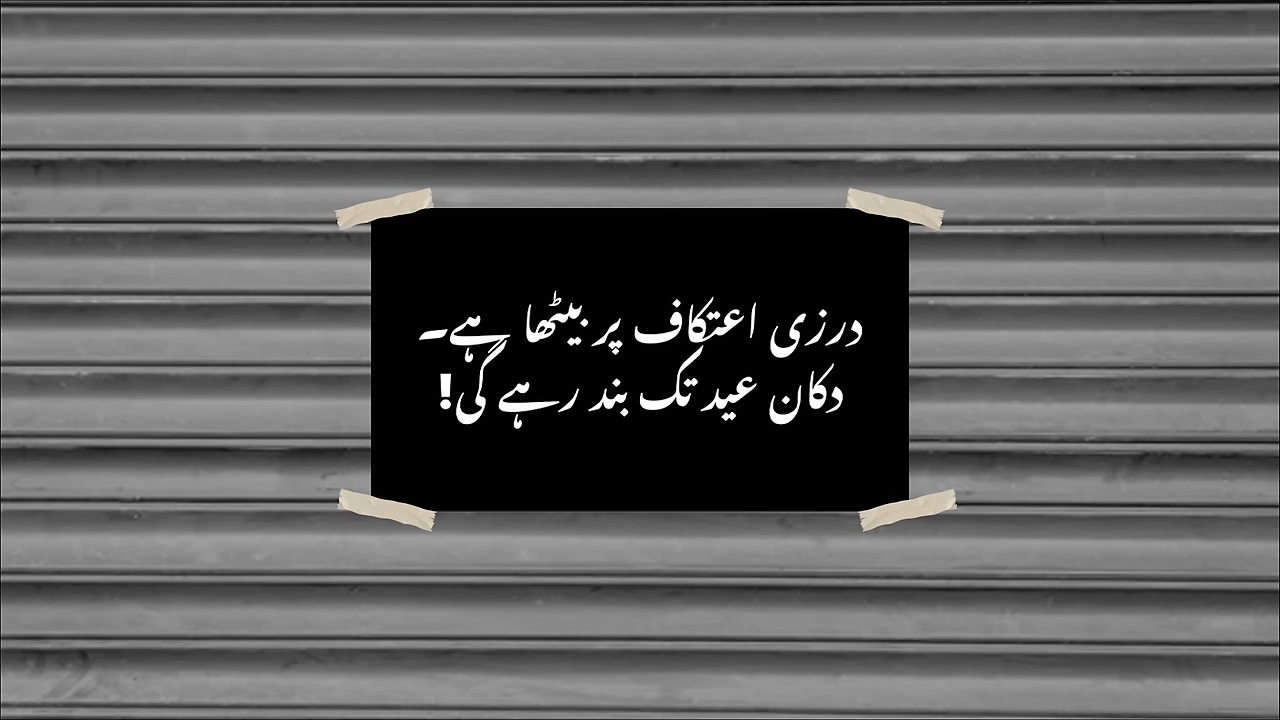 درزی اعتکاف پر بیٹھا ہے۔
دکان عید تک بند رہے گی!